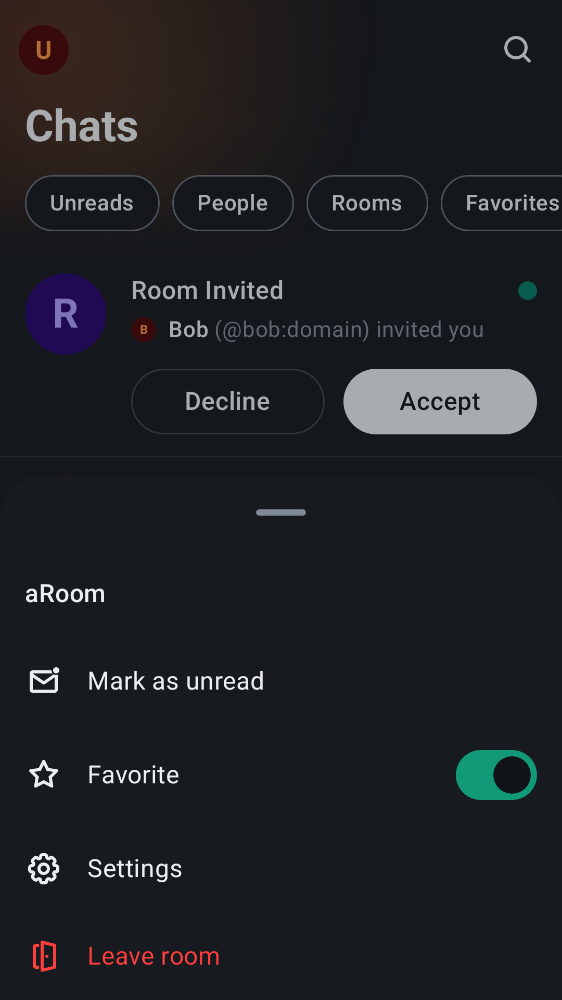 U
Chats
Unreads People Rooms Favorites
R
Room Invited
B Bob (@bob:domain) invited you
Decline Accept
aRoom
Mark as unread
Favorite
Settings
Leave room